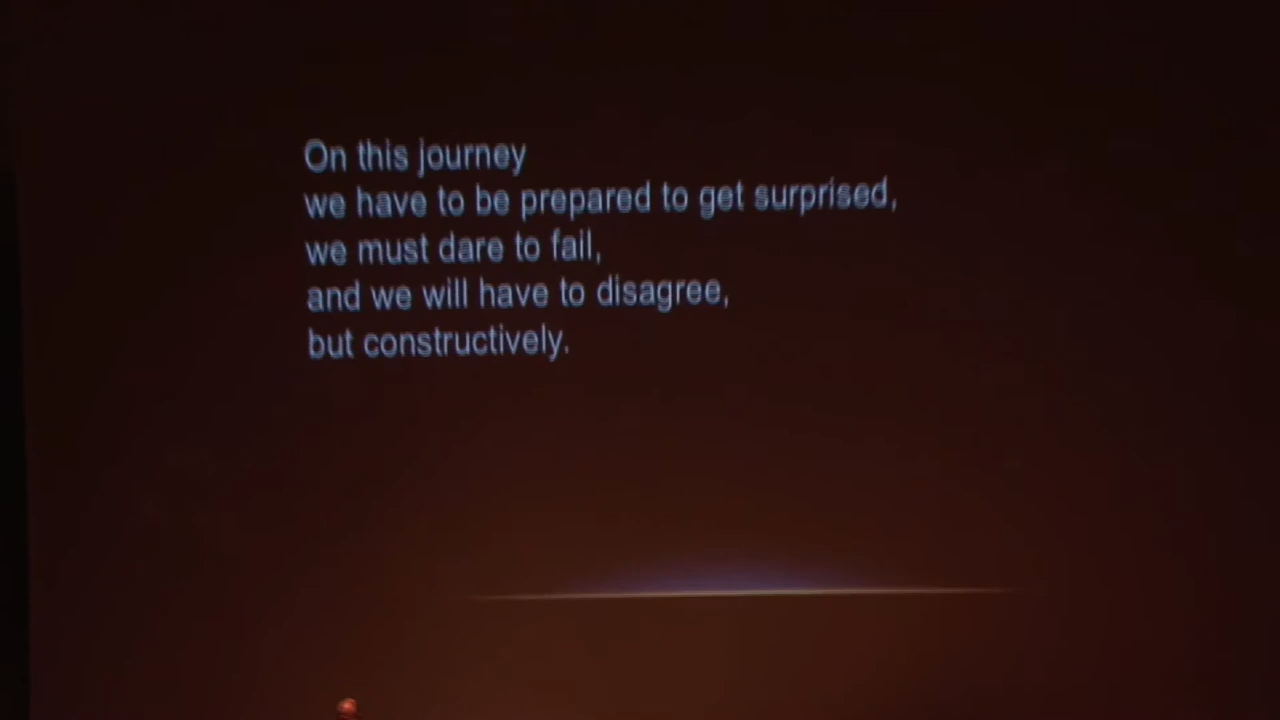 On this journey
we have to be prepared to get surprised,
we must dare to fail,
and we will have to disagree,
but constructively.